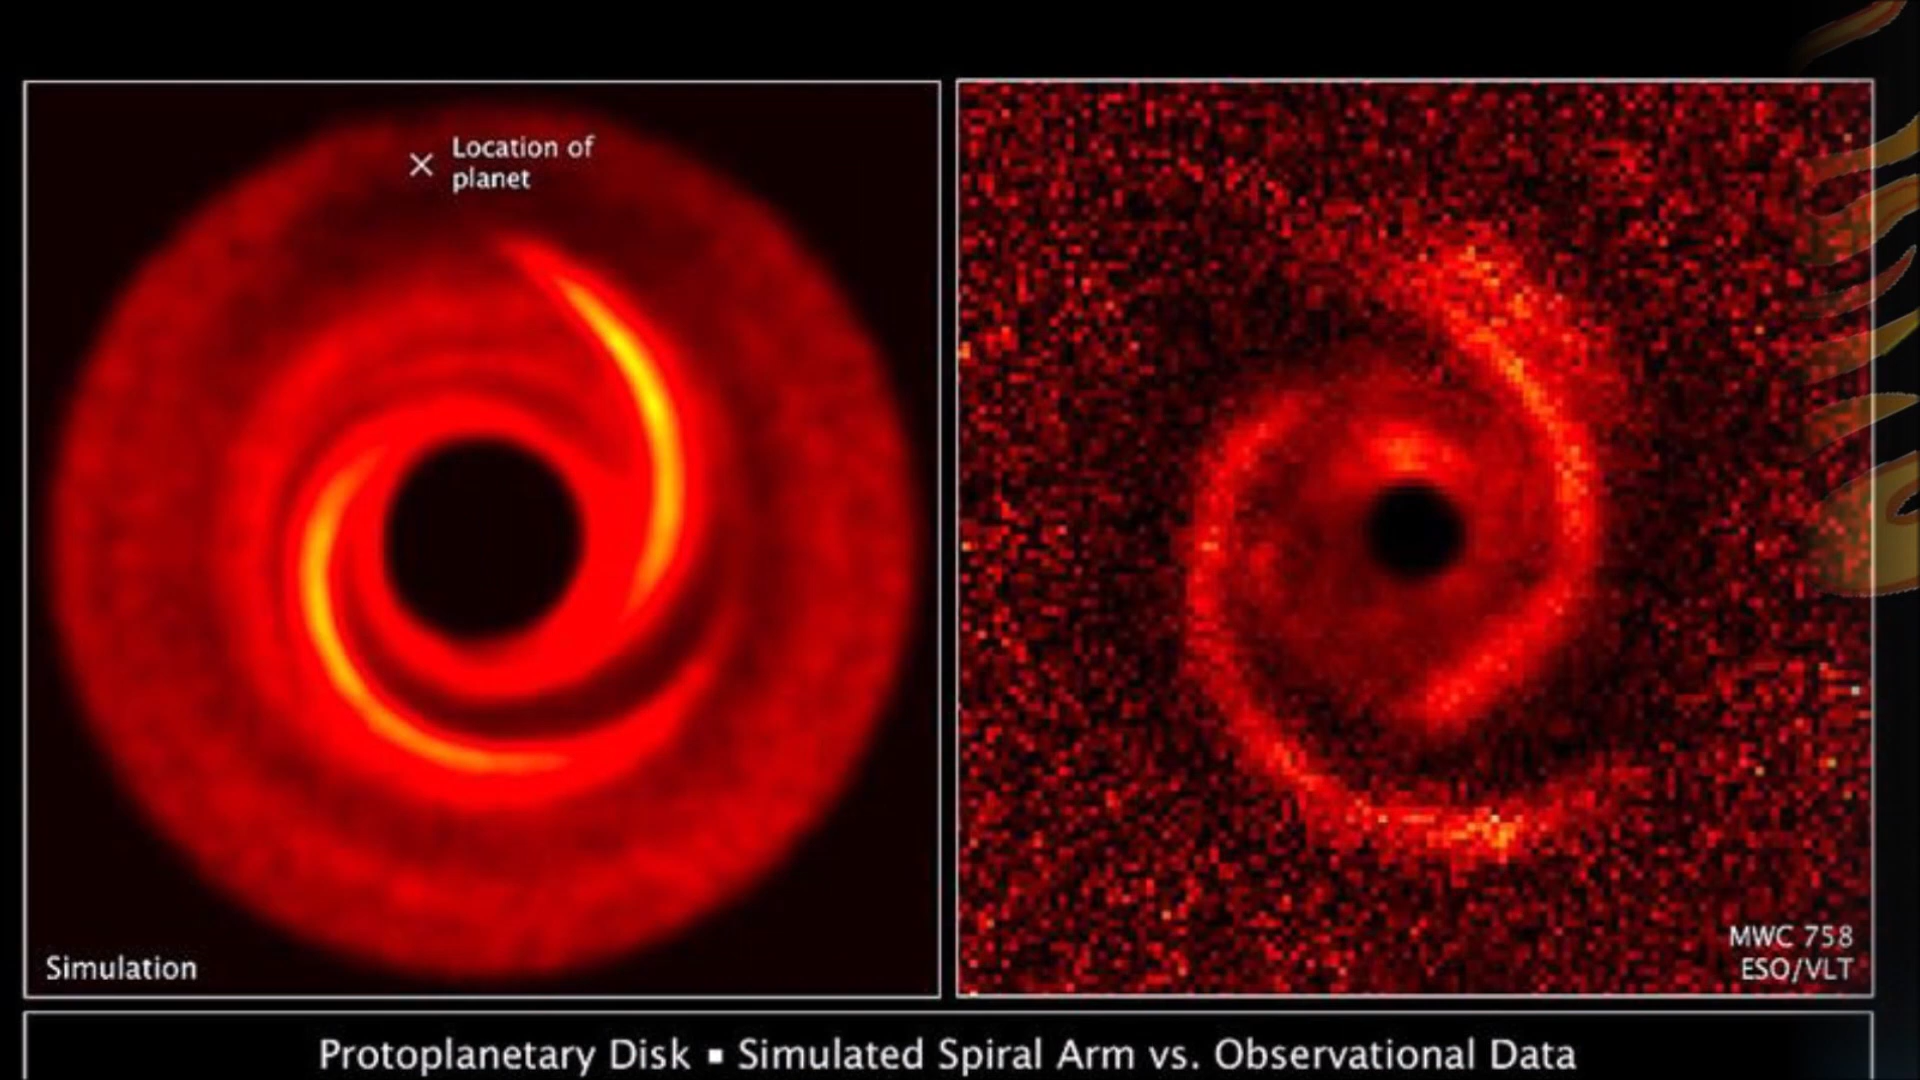 Location of
planet
Simulation
MWC 758
ESO/VLT
Protoplanetary Disk ▪ Simulated Spiral Arm vs. Observational Data